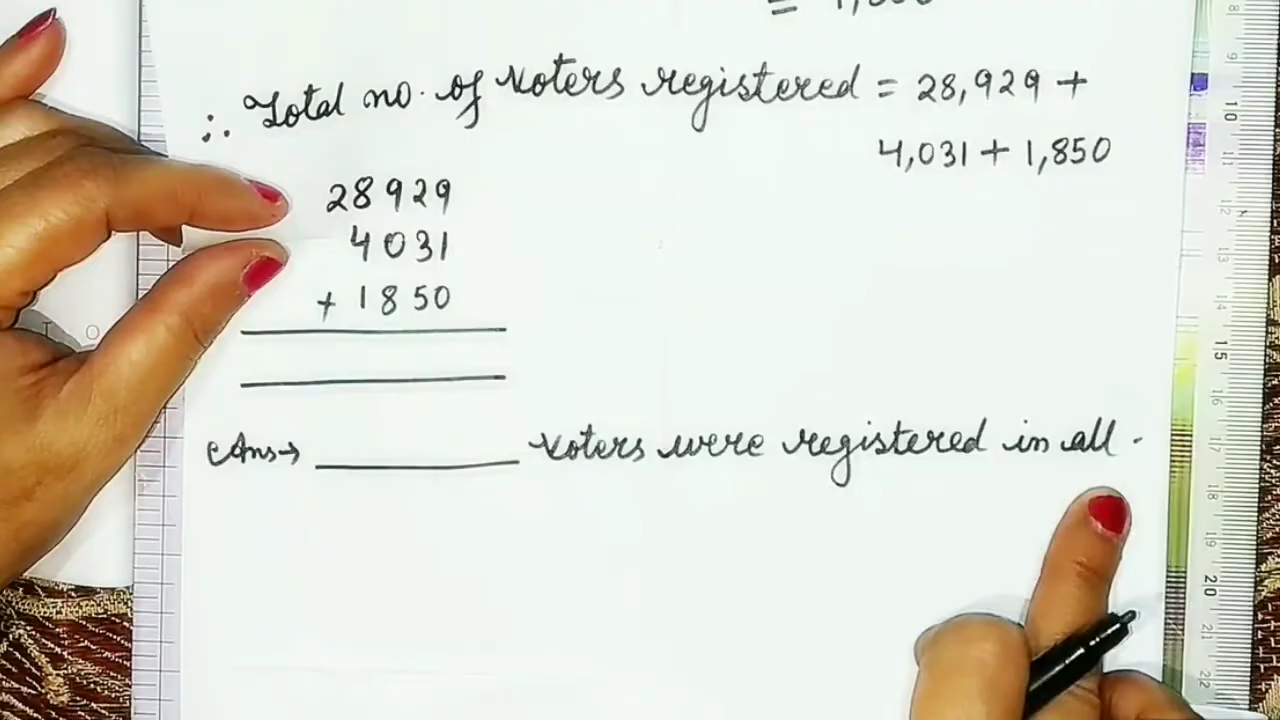 ∴ Total no. of voters registered = 28,929 +
4,031 + 1,850
28929
4031
+ 1850
Ans→ __________ voters were registered in all.